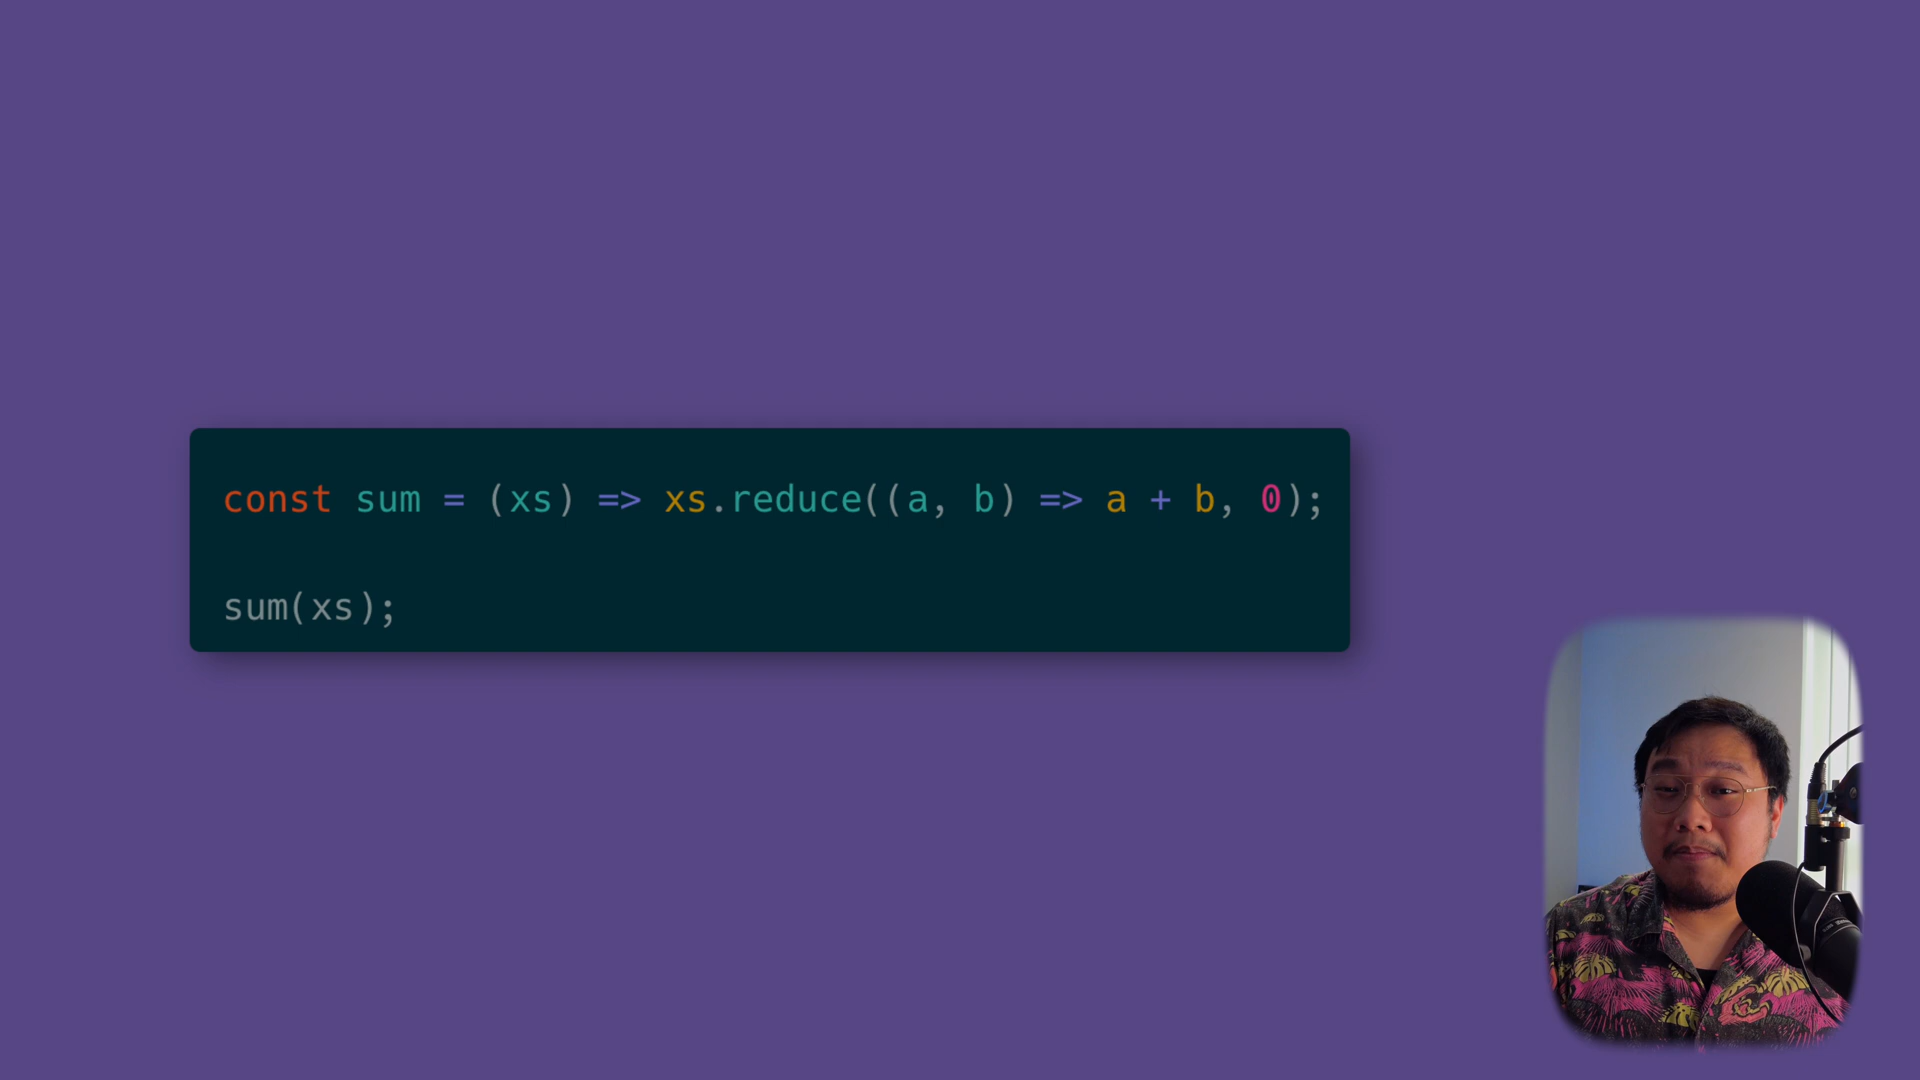 const sum = (xs) => xs.reduce((a, b) => a + b, 0);
sum(xs);